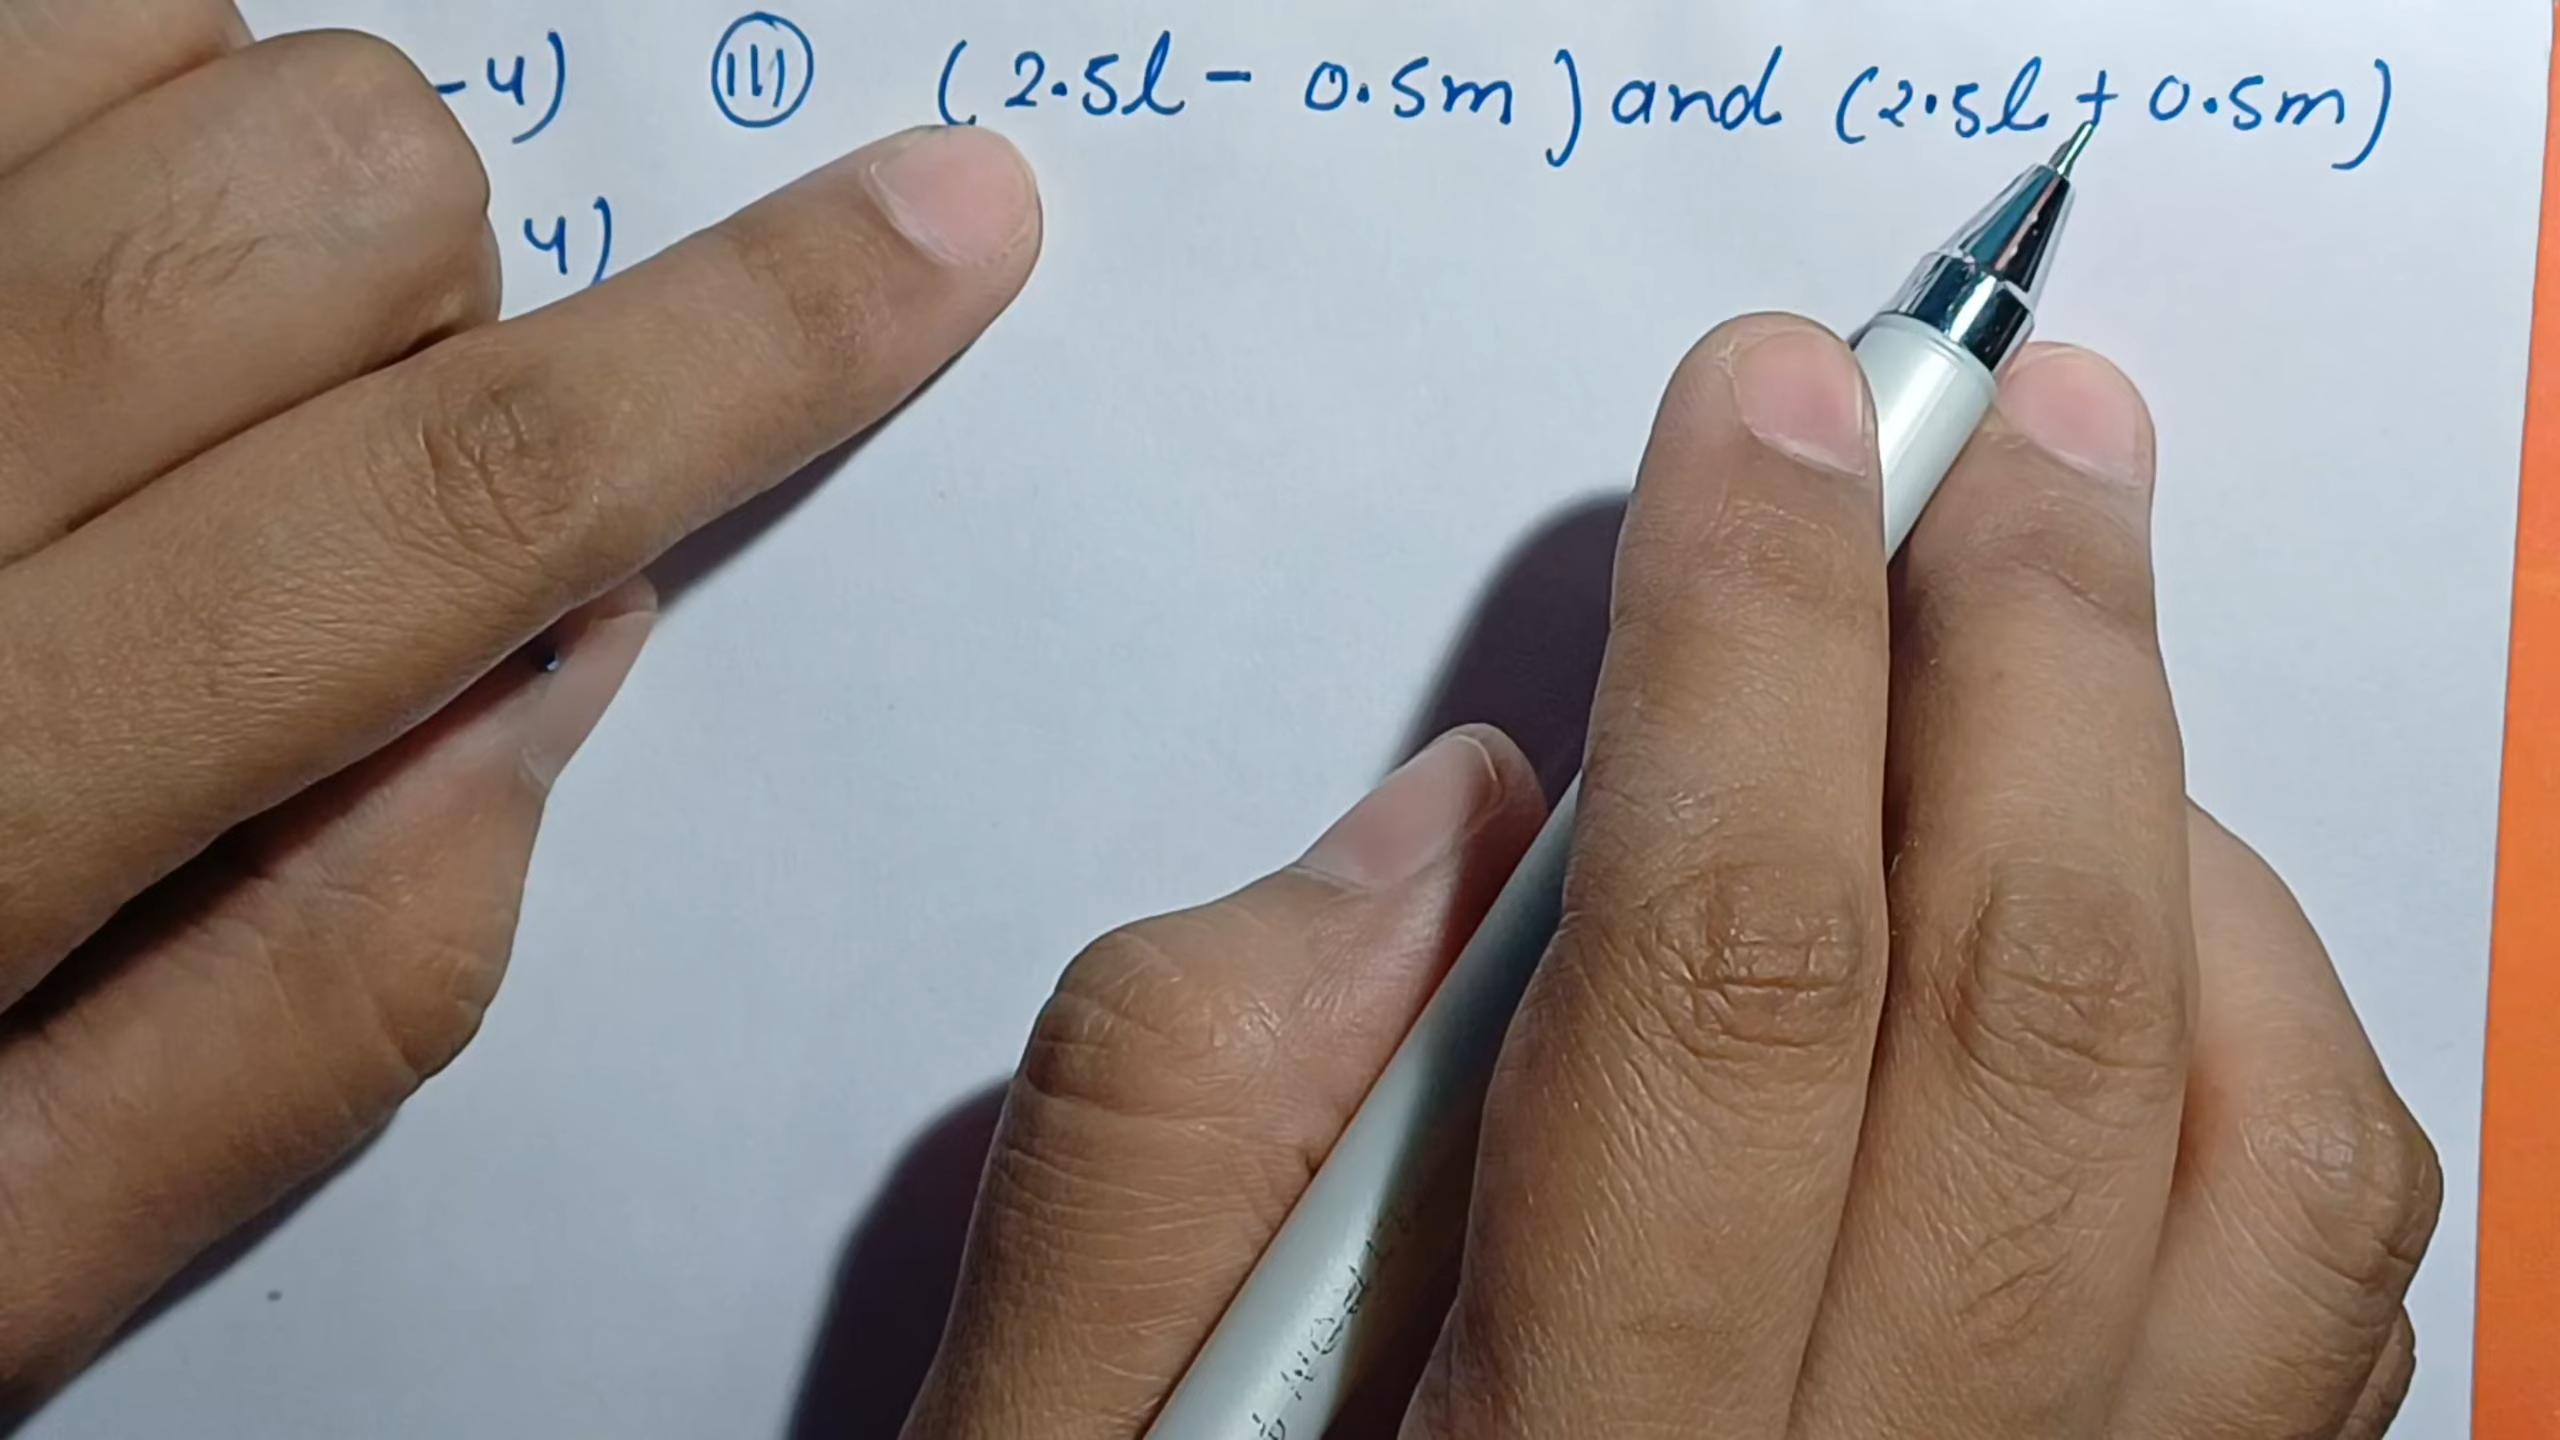 -4) (iii) (2.5l - 0.5m) and (2.5l + 0.5m)
4)